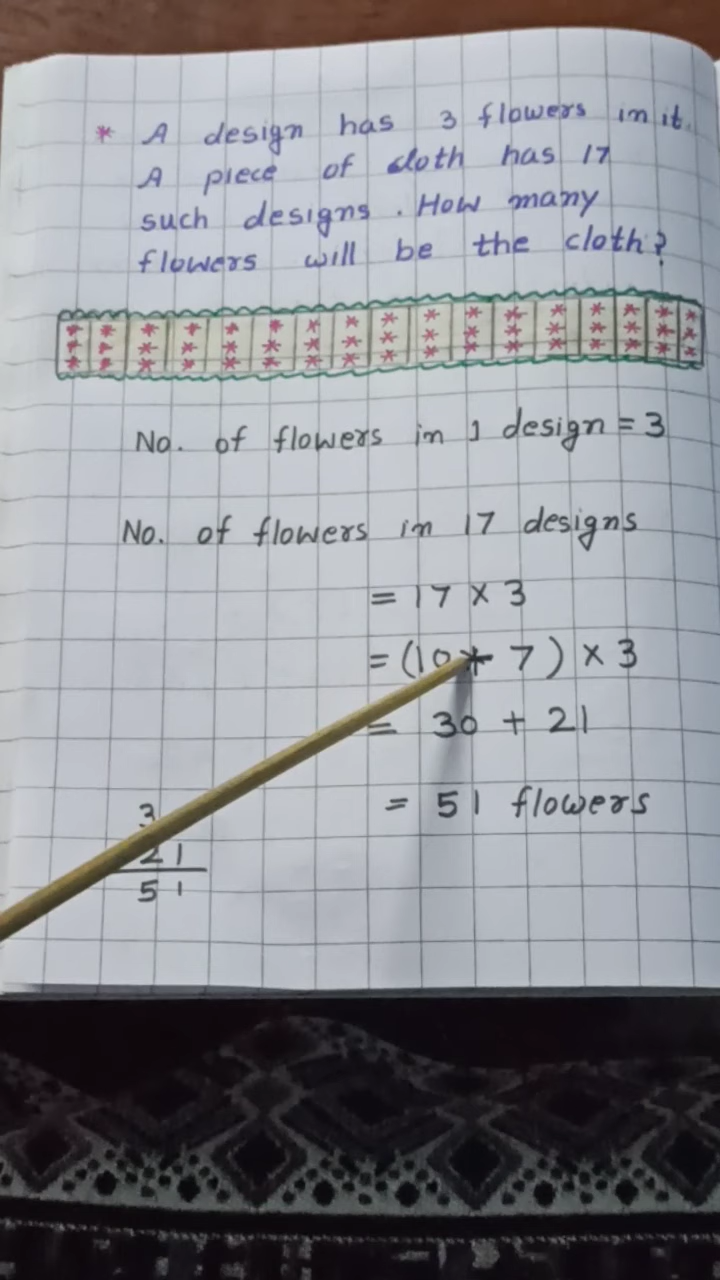 * A design has 3 flowers in it.
A piece of cloth has 17
such designs. How many
flowers will be the cloth?
No. of flowers in 1 design = 3
No. of flowers in 17 designs
= 17 × 3
= (10 + 7) × 3
= 30 + 21
= 51 flowers
3
21
51